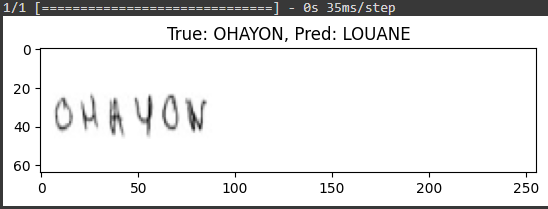 1/1 [==============================] - 0s 35ms/step
True: OHAYON, Pred: LOUANE
0
20
OHAYON
40
60
0 50 100 150 200 250